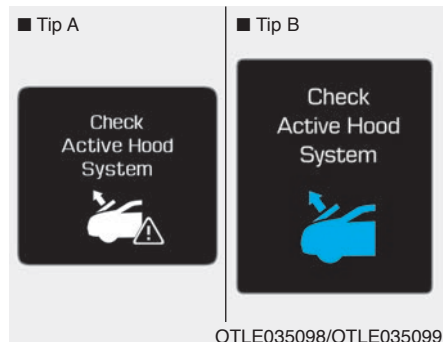 ■ Tip A
Check
Active Hood
System
■ Tip B
Check
Active Hood
System
OTLE035098/OTLE035099